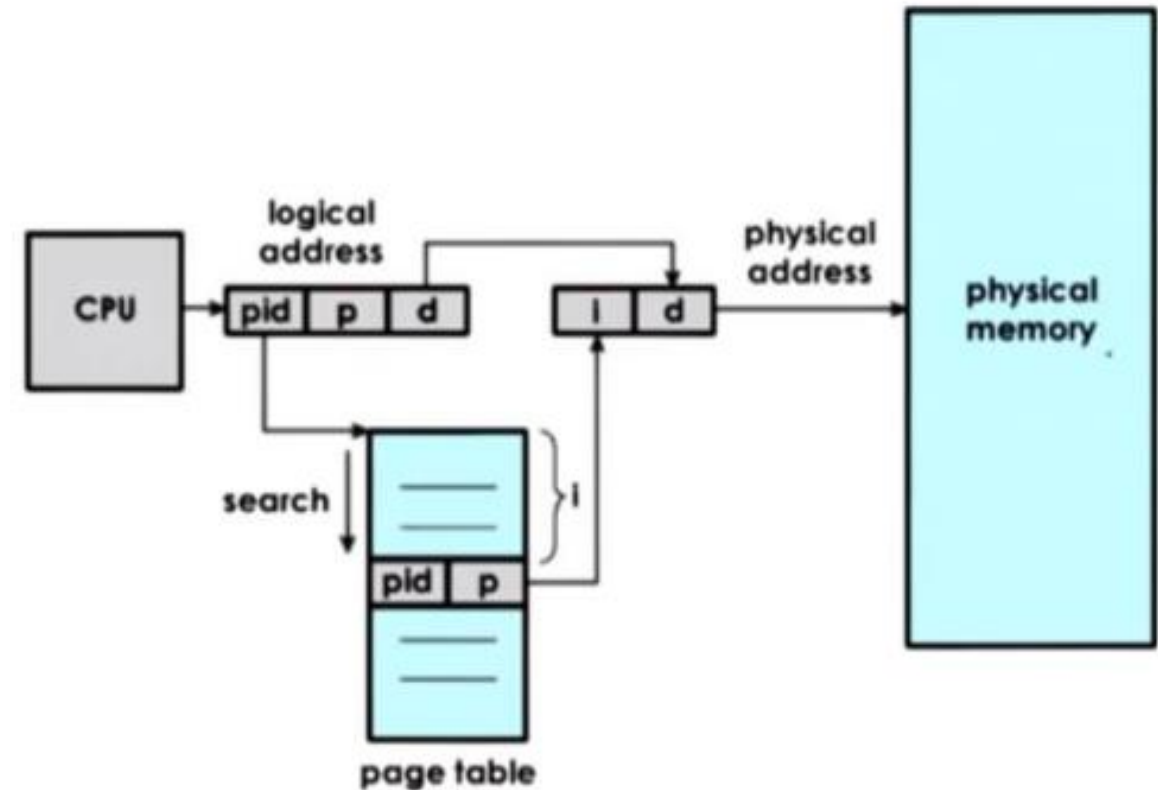 logical
address
physical
address
CPU
pid p d
i d
physical
memory
search
i
pid p
page table